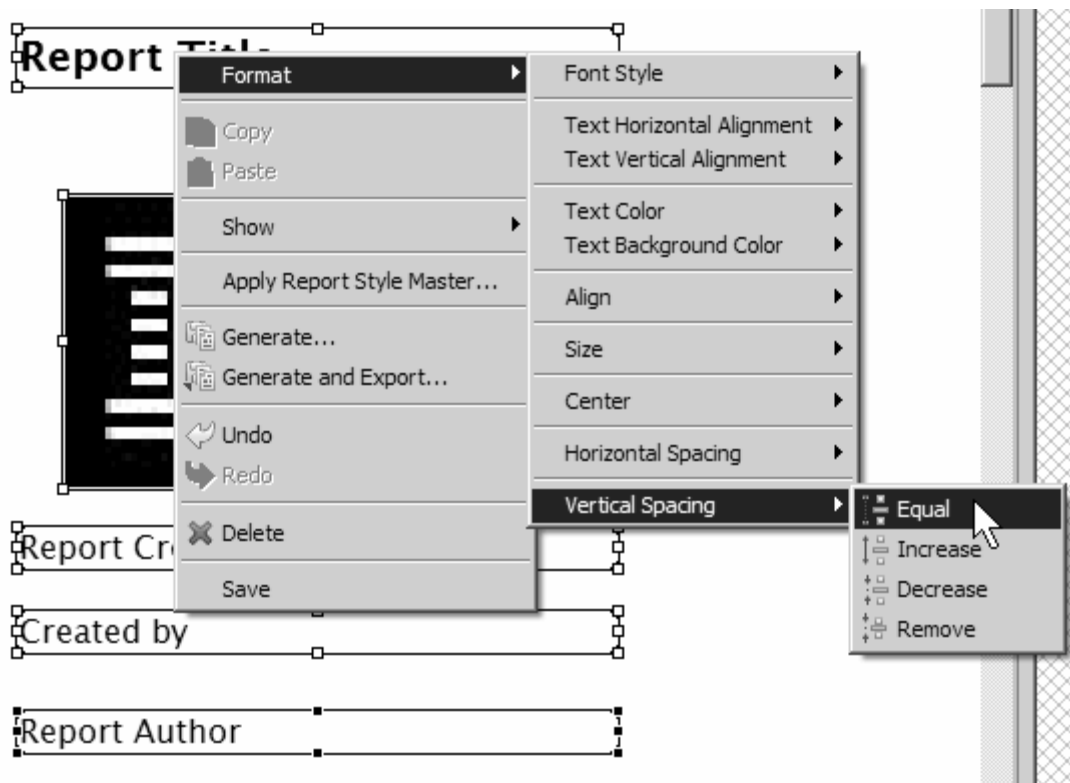 Report
Format
Copy
Paste
Show
Apply Report Style Master...
Generate...
Generate and Export...
Undo
Redo
Delete
Save
Font Style
Text Horizontal Alignment
Text Vertical Alignment
Text Color
Text Background Color
Align
Size
Center
Horizontal Spacing
Vertical Spacing
Equal
Increase
Decrease
Remove
Report
Created by
Report Author